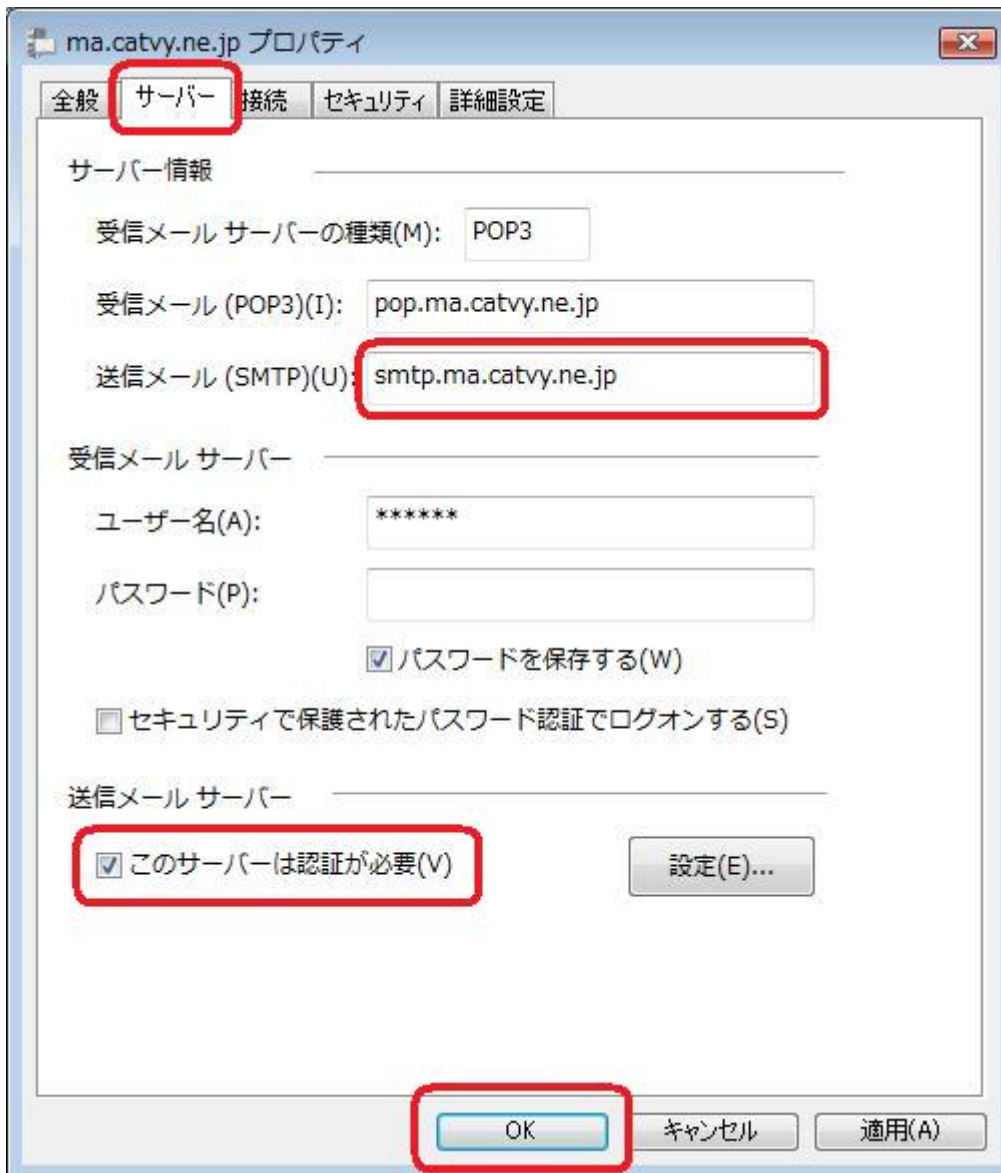 ma.catvy.ne.jp プロパティ
全般 サーバー 接続 セキュリティ 詳細設定
サーバー情報
受信メール サーバーの種類(M): POP3
受信メール (POP3)(I): pop.ma.catvy.ne.jp
送信メール (SMTP)(U): smtp.ma.catvy.ne.jp
受信メール サーバー
ユーザー名(A): ******
パスワード(P):
パスワードを保存する(W)
セキュリティで保護されたパスワード認証でログオンする(S)
送信メール サーバー
このサーバーは認証が必要(V) 設定(E)...
OK キャンセル 適用(A)